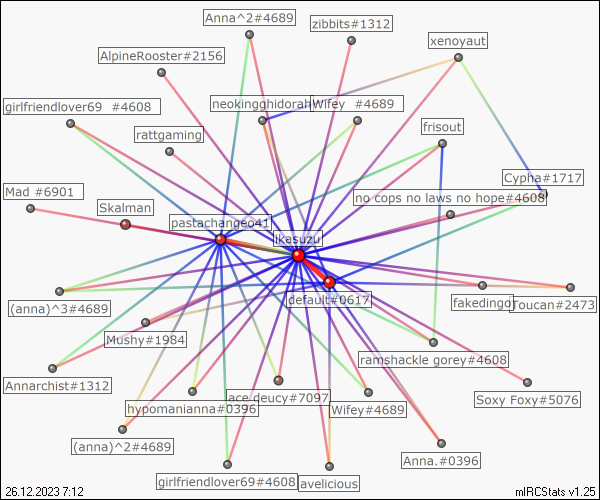 Anna^2#4689
zibbits#1312
xenoyaut
AlpineRooster#2156
girlfriendlover69 #4608
neokingghidorah
Wifey #4689
frisout
rattgaming
Cypha#1717
Mad #6901
no cops no laws no hope#4608
Skalman
pastachangeo41
ikasuzu
default#0617
(anna)^3#4689
fakedingo
Toucan#2473
Mushy#1984
ramshackle gorey#4608
Annarchist#1312
ace deucy#7097
Soxy Foxy#5076
hypomanianna#0396
Wifey#4689
(anna)^2#4689
Anna.#0396
girlfriendlover69#4608
avelicious
26.12.2023 7:12
mIRCStats v1.25